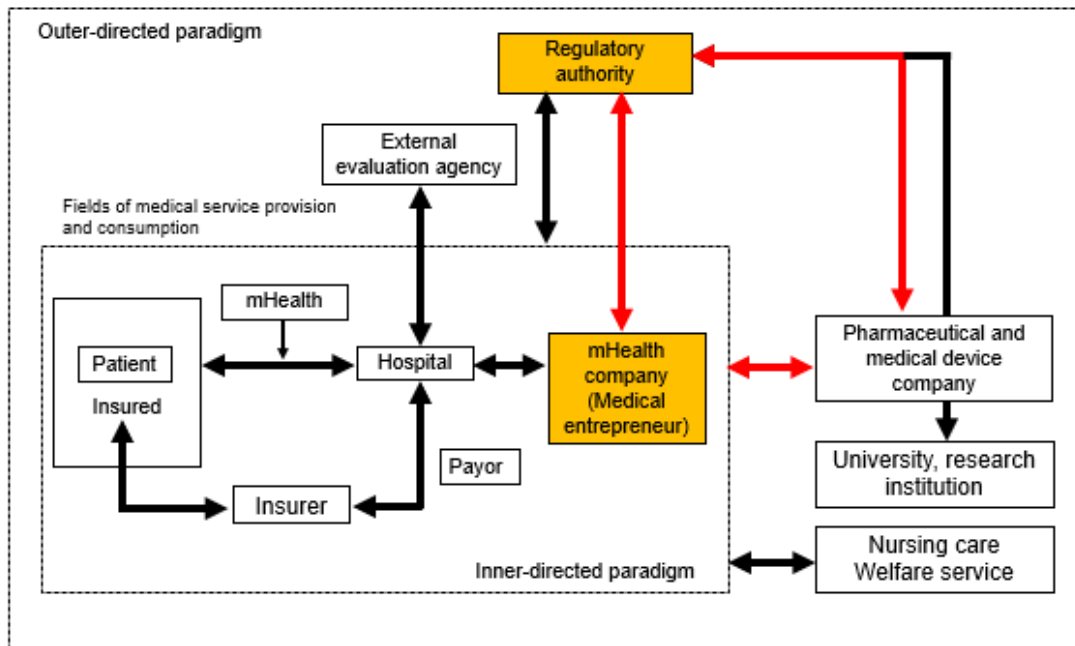 Outer-directed paradigm
Regulatory
authority
External
evaluation agency
Fields of medical service provision
and consumption
mHealth
Patient
Insured
Hospital
mHealth
company
(Medical
entrepreneur)
Pharmaceutical and
medical device
company
Payor
Insurer
University, research
institution
Inner-directed paradigm
Nursing care
Welfare service